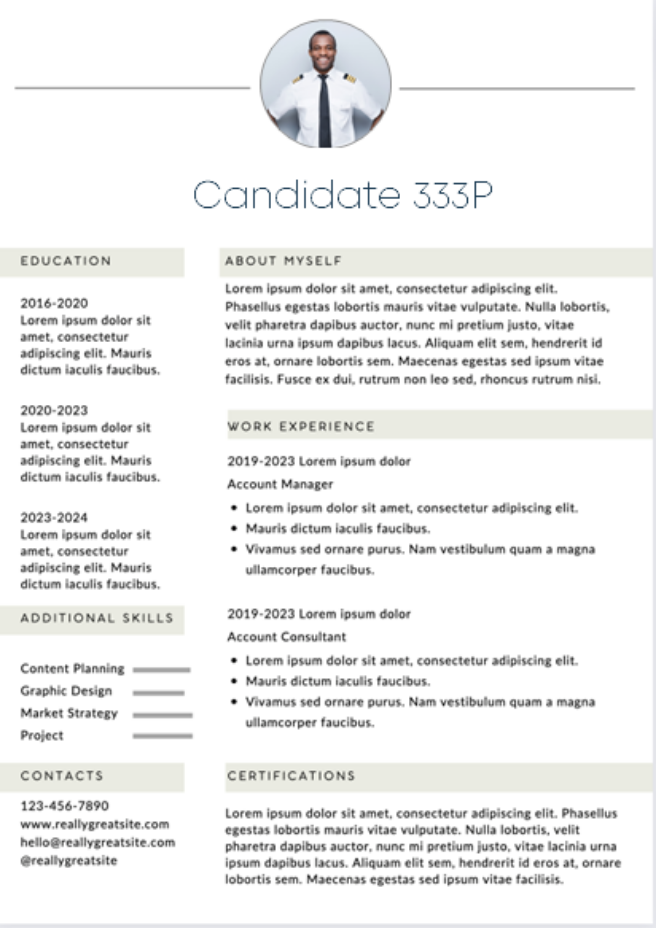 Candidate 333P
EDUCATION
2016-2020
Lorem ipsum dolor sit
amet, consectetur
adipiscing elit. Mauris
dictum iaculis faucibus.
2020-2023
Lorem ipsum dolor sit
amet, consectetur
adipiscing elit. Mauris
dictum iaculis faucibus.
2023-2024
Lorem ipsum dolor sit
amet, consectetur
adipiscing elit. Mauris
dictum iaculis faucibus.
ADDITIONAL SKILLS
Content Planning
Graphic Design
Market Strategy
Project
CONTACTS
123-456-7890
www.reallygreatsite.com
hello@reallygreatsite.com
@reallygreatsite
ABOUT MYSELF
Lorem ipsum dolor sit amet, consectetur adipiscing elit.
Phasellus egestas lobortis mauris vitae vulputate. Nulla lobortis,
velit pharetra dapibus auctor, nunc mi pretium justo, vitae
lacinia urna ipsum dapibus lacus. Aliquam elit sem, hendrerit id
eros at, ornare lobortis sem. Maecenas egestas sed ipsum vitae
facilisis. Fusce ex dui, rutrum non leo sed, rhoncus rutrum nisi.
WORK EXPERIENCE
2019-2023 Lorem ipsum dolor
Account Manager
• Lorem ipsum dolor sit amet, consectetur adipiscing elit.
• Mauris dictum iaculis faucibus.
• Vivamus sed ornare purus. Nam vestibulum quam a magna
ullamcorper faucibus.
2019-2023 Lorem ipsum dolor
Account Consultant
• Lorem ipsum dolor sit amet, consectetur adipiscing elit.
• Mauris dictum iaculis faucibus.
• Vivamus sed ornare purus. Nam vestibulum quam a magna
ullamcorper faucibus.
CERTIFICATIONS
Lorem ipsum dolor sit amet, consectetur adipiscing elit. Phasellus
egestas lobortis mauris vitae vulputate. Nulla lobortis, velit
pharetra dapibus auctor, nunc mi pretium justo, vitae lacinia urna
ipsum dapibus lacus. Aliquam elit sem, hendrerit id eros at, ornare
lobortis sem. Maecenas egestas sed ipsum vitae facilisis.